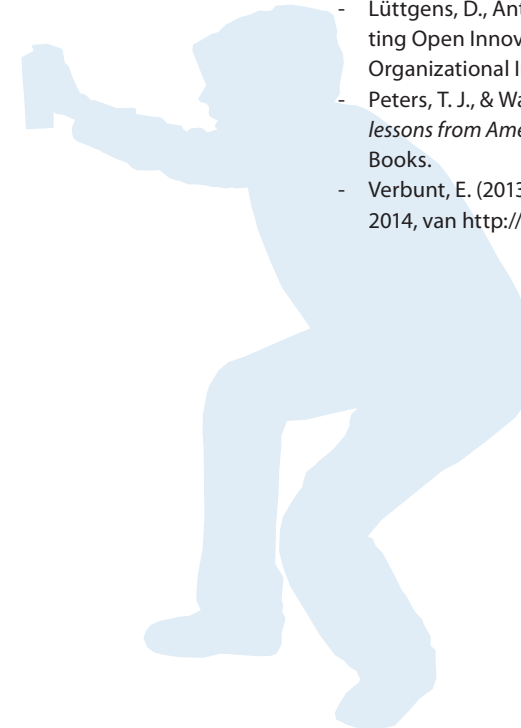 - Lüttgens, D., Ant
ting Open Innov
Organizational I
- Peters, T. J., & Wa
lessons from Ame
Books.
- Verbunt, E. (2013
2014, van http://